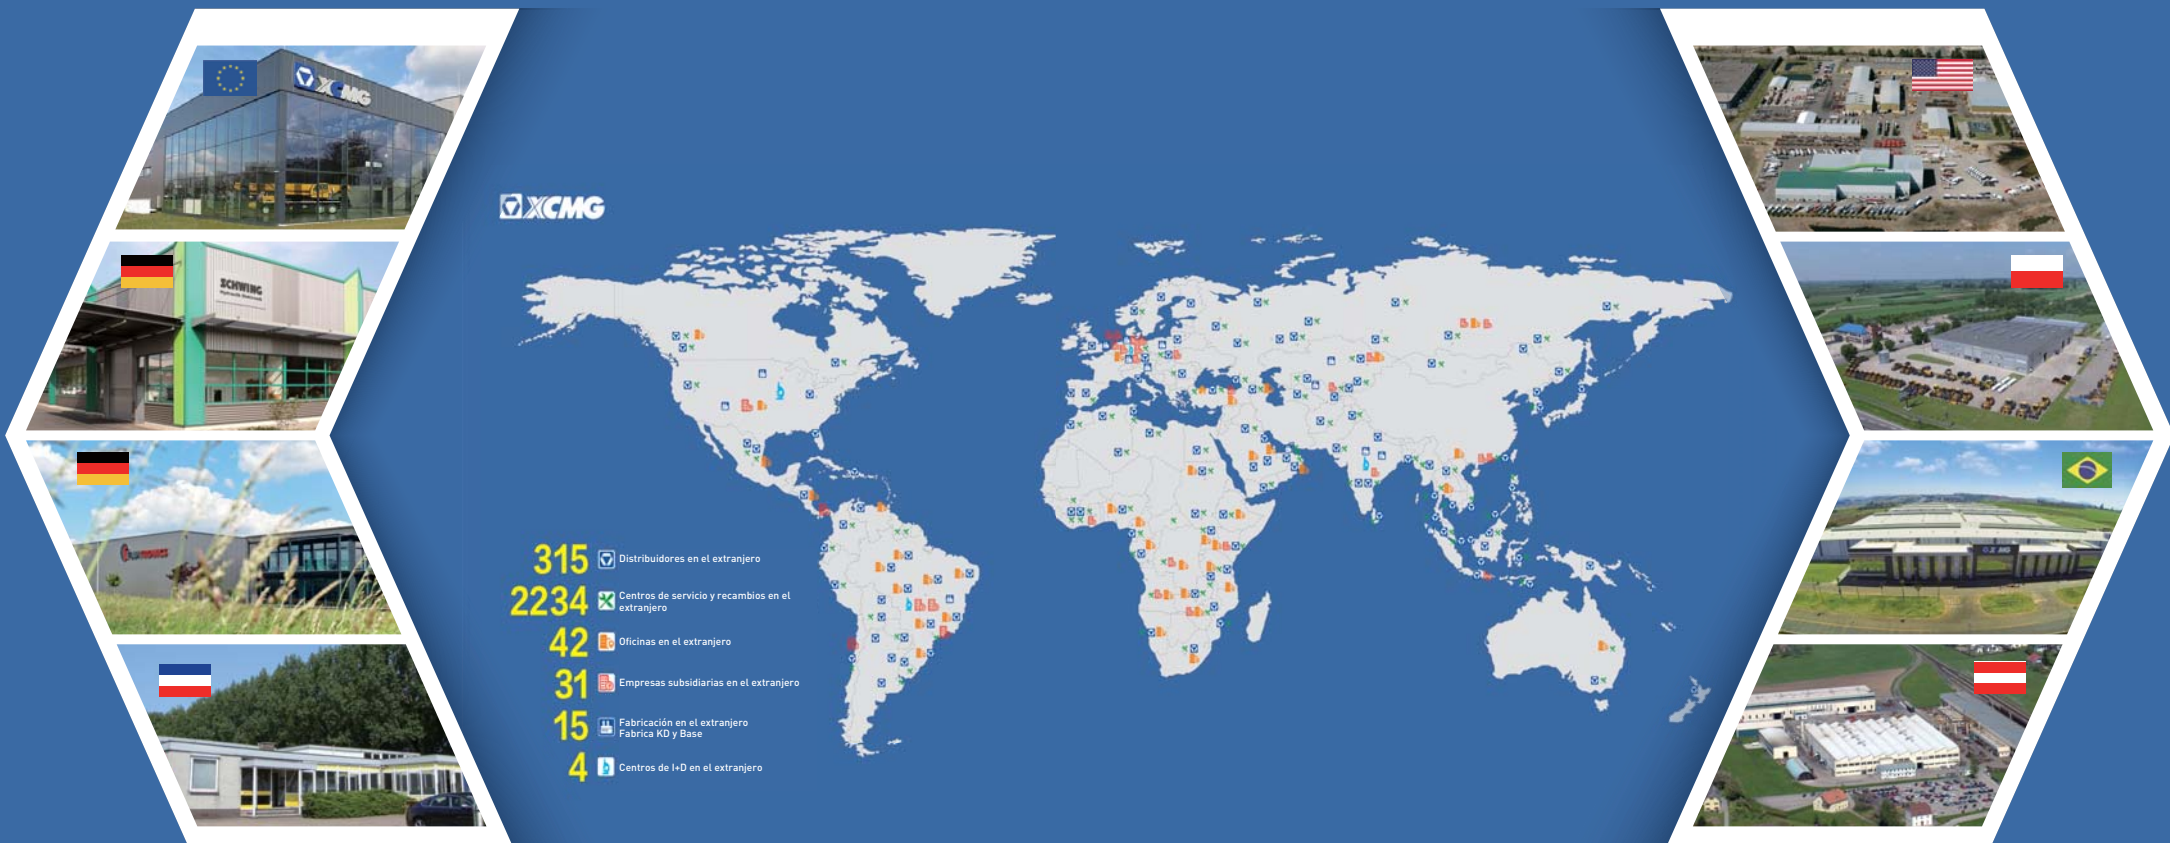 XCMG
SCHWING
XCMG
315 Distribuidores en el extranjero
2234 Centros de servicio y recambios en el
extranjero
42 Oficinas en el extranjero
31 Empresas subsidiarias en el extranjero
15 Fabricación en el extranjero
Fabrica KD y Base
4 Centros de I+D en el extranjero
XCMG